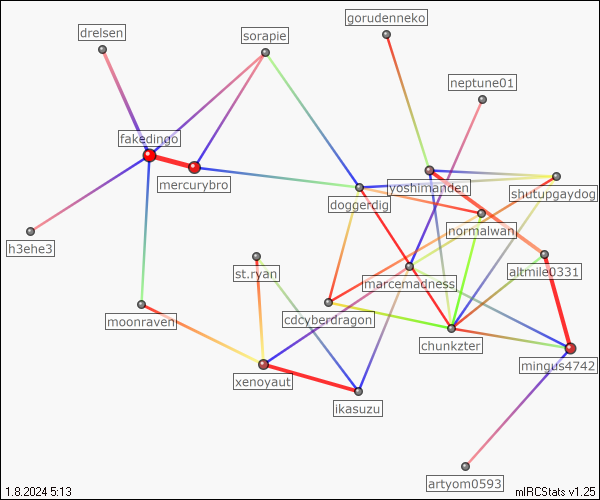 gorudenneko
drelsen
sorapie
neptune01
fakedingo
mercurybro
yoshimanden
shutupgaydog
doggerdig
normalwan
h3ehe3
st.ryan
altmile0331
marcemadness
moonraven
cdcyberdragon
chunkzter
mingus4742
xenoyaut
ikasuzu
artyom0593
1.8.2024 5:13
mIRCStats v1.25